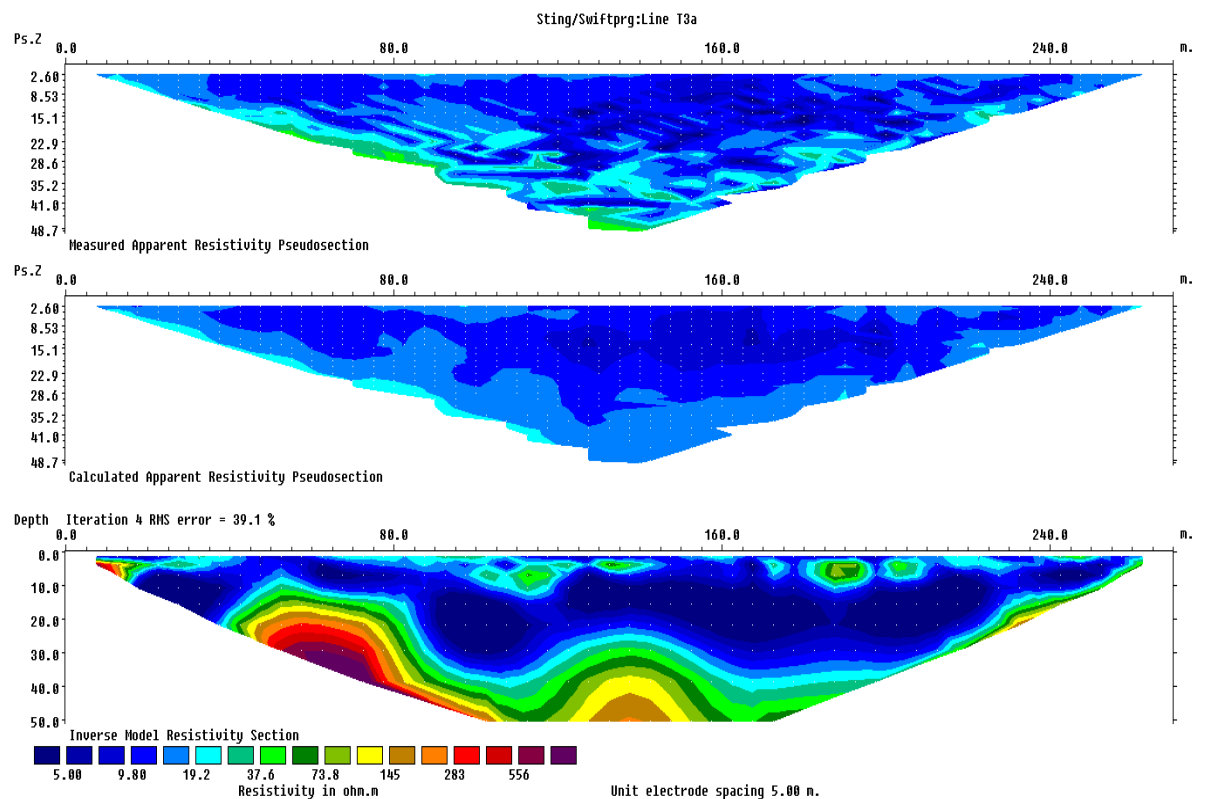 Sting/Swiftprg:Line T3a
Ps.Z 0.0 80.0 160.0 240.0 m.
2.60
8.53
15.1
22.9
28.6
35.2
41.0
48.7
Measured Apparent Resistivity Pseudosection
Ps.Z 0.0 80.0 160.0 240.0 m.
2.60
8.53
15.1
22.9
28.6
35.2
41.0
48.7
Calculated Apparent Resistivity Pseudosection
Depth Iteration 4 RMS error = 39.1 %
0.0 80.0 160.0 240.0 m.
0.0
10.0
20.0
30.0
40.0
50.0
Inverse Model Resistivity Section
5.00 9.80 19.2 37.6 73.8 145 283 556
Resistivity in ohm.m Unit electrode spacing 5.00 m.